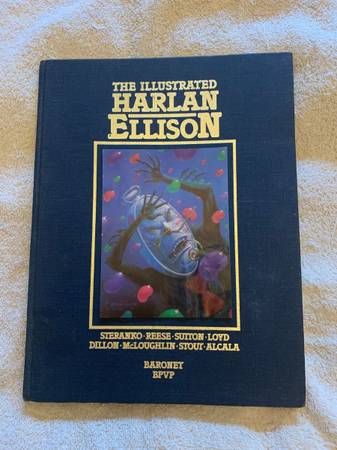 THE ILLUSTRATED
HARLAN
ELLISON
STERANKO · REESE · SUTTON · LOYD
DILLON · McLOUGHLIN · STOUT · ALCALA
BARONET
BPVP